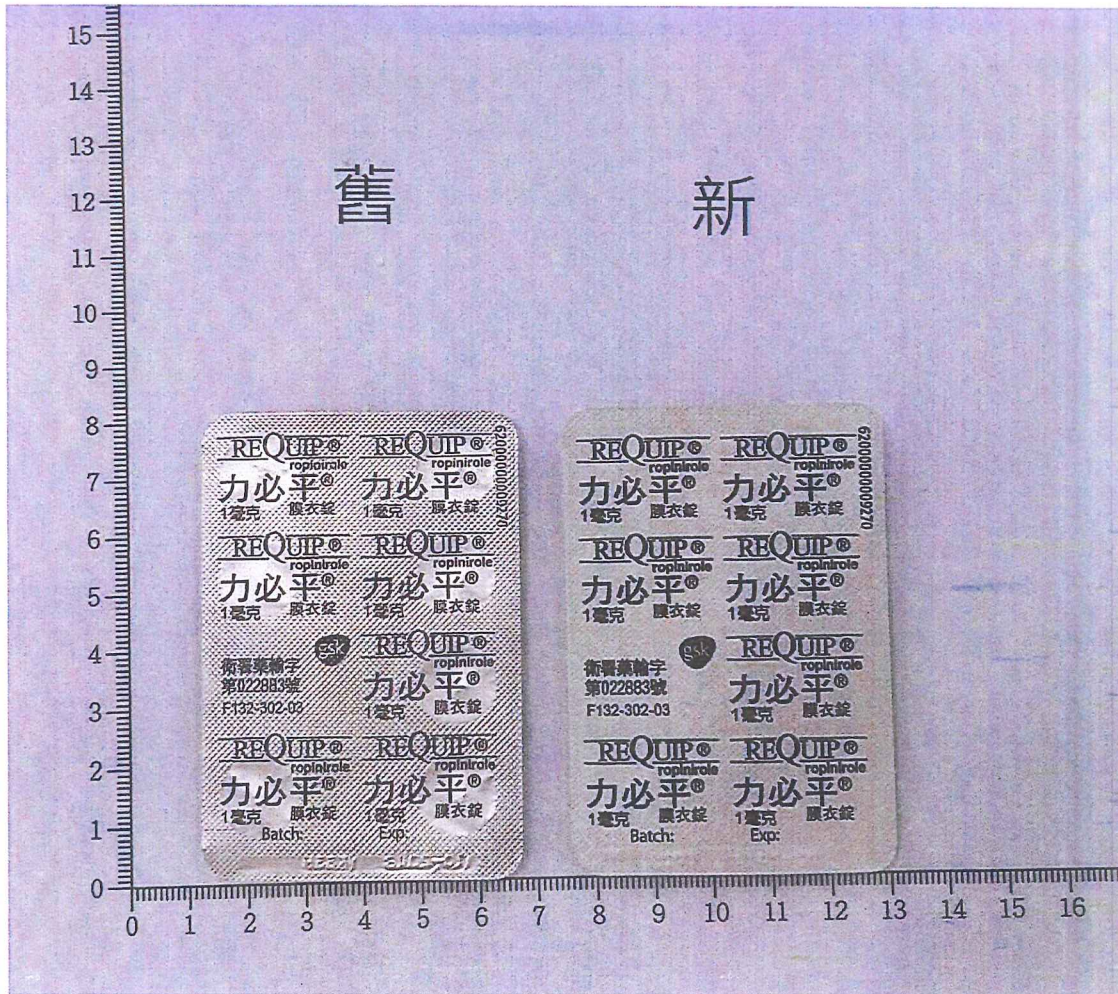 15
14
13
12
11
10
9
8
7
6
5
4
3
2
1
0
舊
新
REQUIP® REQUIP®
ropinirole ropinirole
力必平® 力必平®
1毫克 膜衣錠 1毫克 膜衣錠
REQUIP® REQUIP®
ropinirole ropinirole
力必平® 力必平®
1毫克 膜衣錠 1毫克 膜衣錠
gsk REQUIP®
ropinirole
衛署藥輸字 力必平®
第022883號 1毫克 膜衣錠
F132-302-03
REQUIP® REQUIP®
ropinirole ropinirole
力必平® 力必平®
1毫克 膜衣錠 1毫克 膜衣錠
Batch: Exp:
REQUIP® REQUIP®
ropinirole ropinirole
力必平® 力必平®
1毫克 膜衣錠 1毫克 膜衣錠
62000000009270
REQUIP® REQUIP®
ropinirole ropinirole
力必平® 力必平®
1毫克 膜衣錠 1毫克 膜衣錠
gsk REQUIP®
ropinirole
衛署藥輸字 力必平®
第022883號 1毫克 膜衣錠
F132-302-03
REQUIP® REQUIP®
ropinirole ropinirole
力必平® 力必平®
1毫克 膜衣錠 1毫克 膜衣錠
Batch: Exp:
0 1 2 3 4 5 6 7 8 9 10 11 12 13 14 15 16